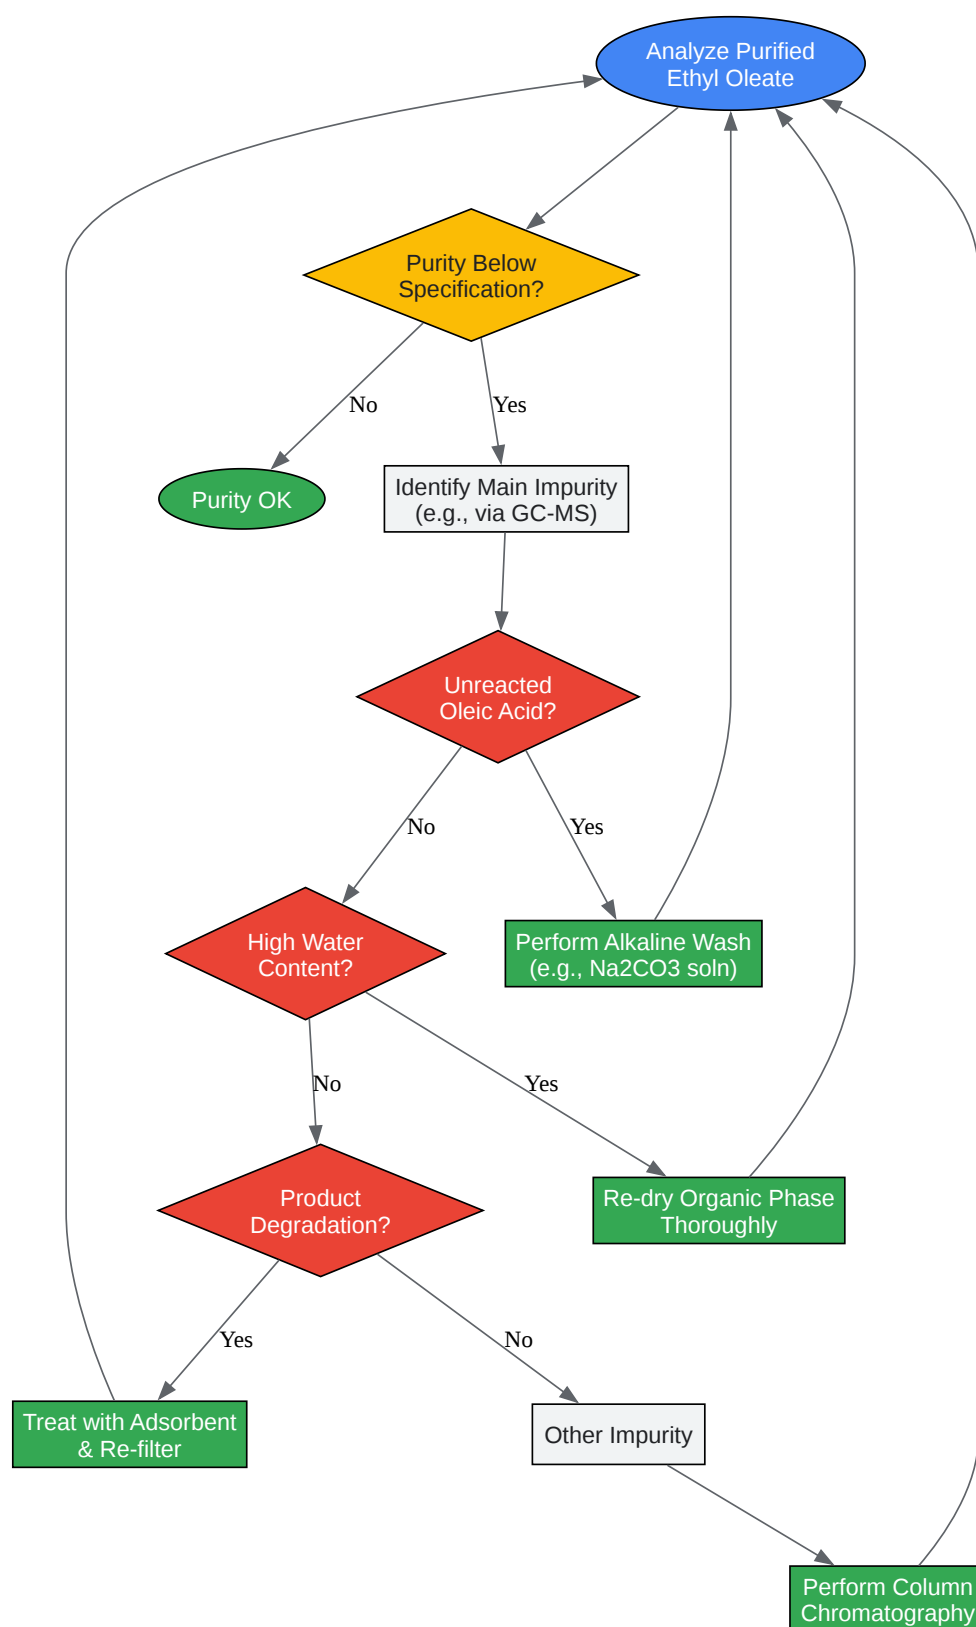 Analyze Purified
Ethyl Oleate
Purity Below
Specification?
No
Yes
Purity OK
Identify Main Impurity
(e.g., via GC-MS)
Unreacted
Oleic Acid?
No
Yes
High Water
Content?
Perform Alkaline Wash
(e.g., Na2CO3 soln)
No
Yes
Product
Degradation?
Re-dry Organic Phase
Thoroughly
Yes
No
Treat with Adsorbent
& Re-filter
Other Impurity
Perform Column
Chromatography